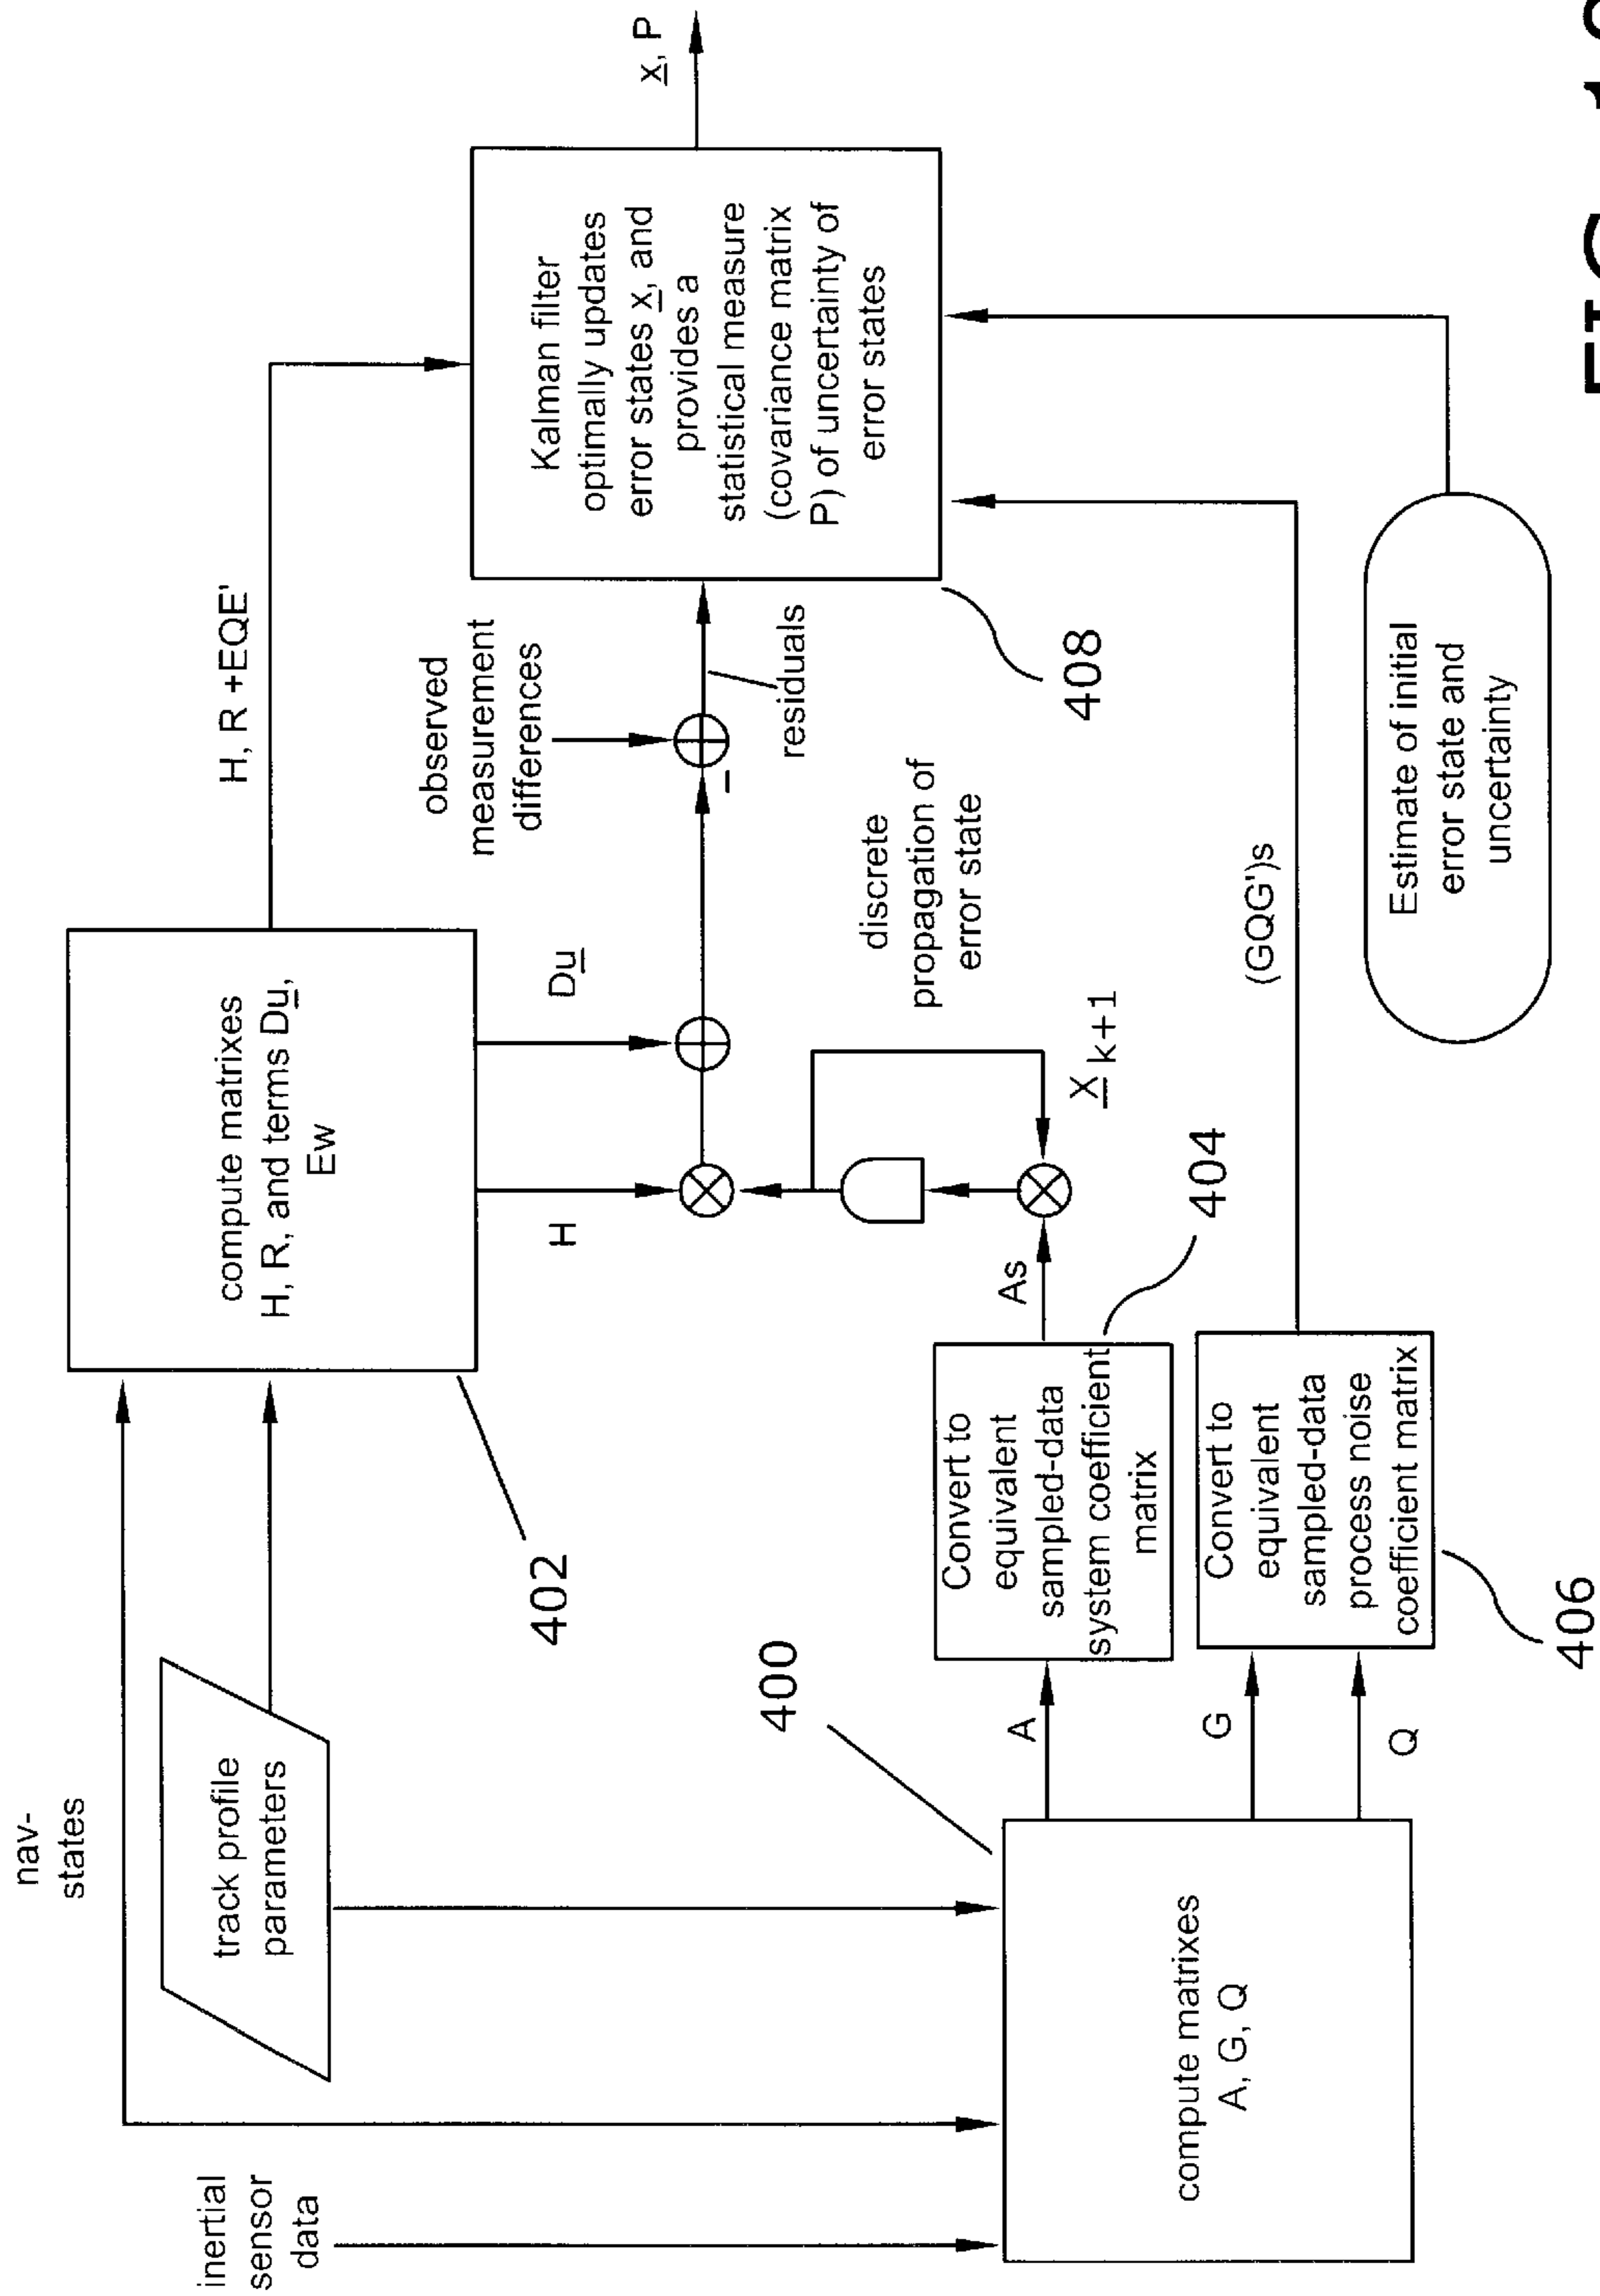 nav-
states
inertial
sensor
data
track profile
parameters
compute matrixes
H, R, and terms Du,
Ew
402
H, R +EQE'
H
Du
observed
measurement
differences
residuals
Kalman filter
optimally updates
error states x, and
provides a
statistical measure
(covariance matrix
P) of uncertainty of
error states
x, P
408
discrete
propagation of
error state
X k+1
400
compute matrixes
A, G, Q
A
G
Q
Convert to
equivalent
sampled-data
system coefficient
matrix
As
404
Convert to
equivalent
sampled-data
process noise
coefficient matrix
406
(GQG')s
Estimate of initial
error state and
uncertainty